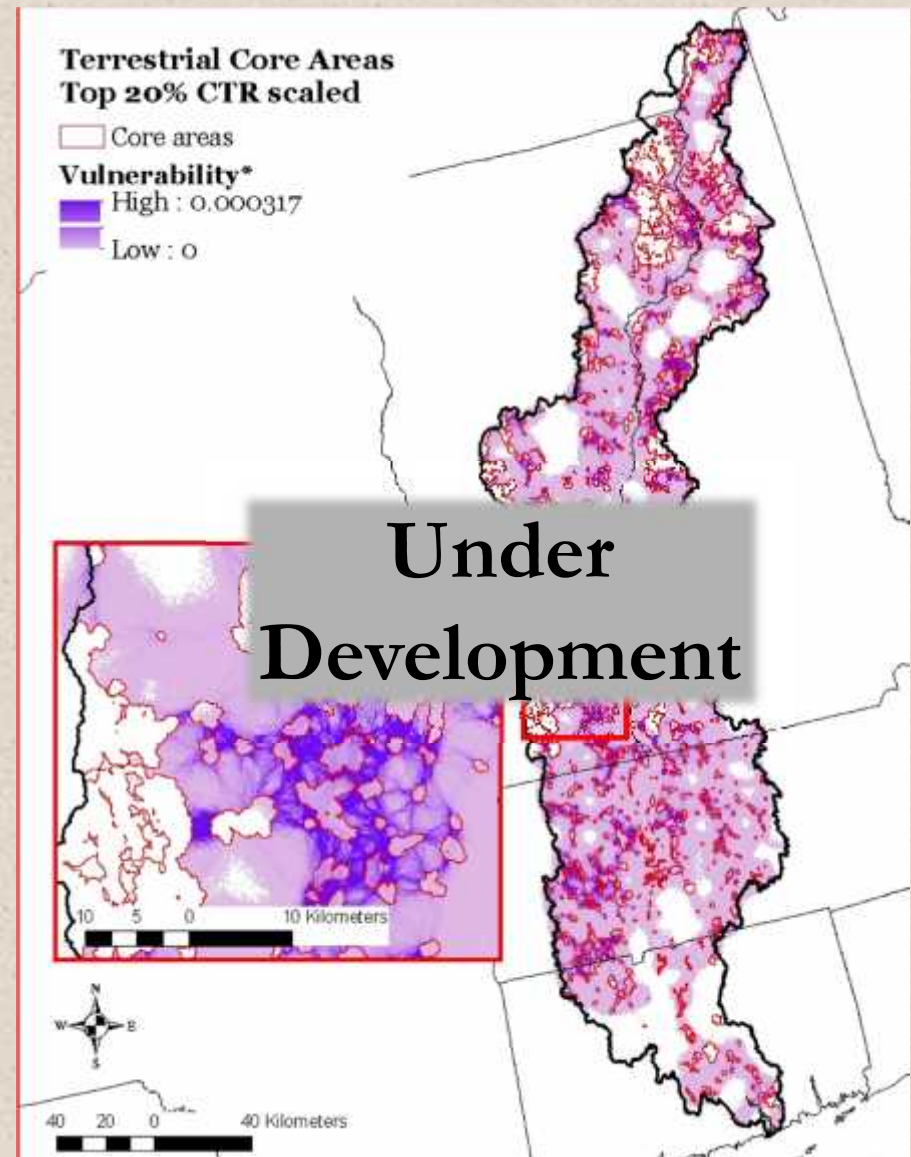 Terrestrial Core Areas
Top 20% CTR scaled
Core areas
Vulnerability*
High : 0.000317
Low : 0
Under
Development
10 5 0 10 Kilometers
N
W E
S
40 20 0 40 Kilometers